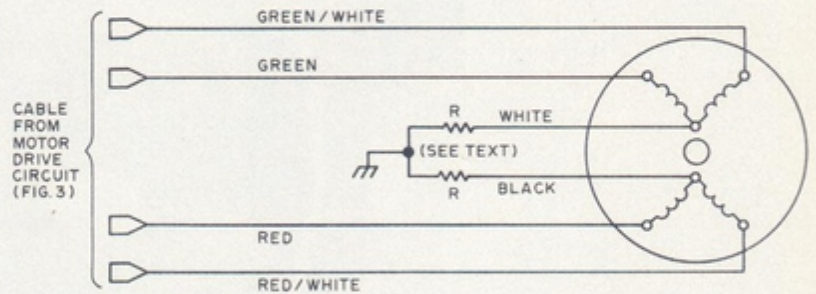 GREEN/WHITE
GREEN
CABLE
FROM
MOTOR
DRIVE
CIRCUIT
(FIG.3)
R
WHITE
(SEE TEXT)
R
BLACK
RED
RED/WHITE